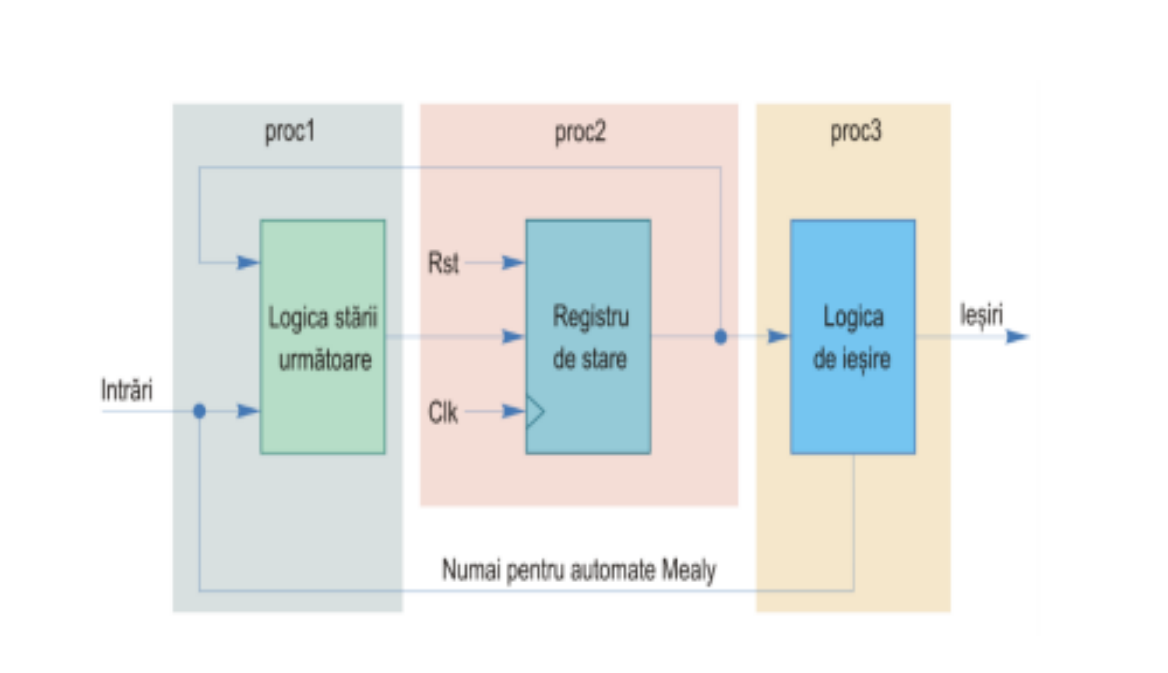 proc1
proc2
proc3
Rst
Logica stării
următoare
Registru
de stare
Logica
de ieșire
Ieșiri
Intrări
Clk
Numai pentru automate Mealy